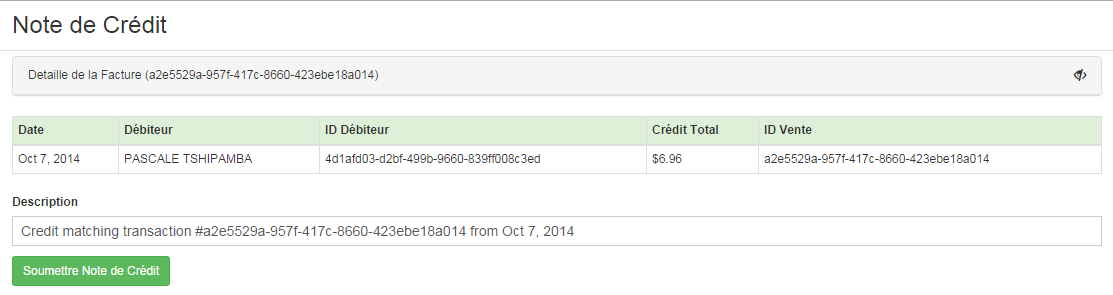 Note de Crédit
Detaille de la Facture (a2e5529a-957f-417c-8660-423ebe18a014)
Date Débiteur ID Débiteur Crédit Total ID Vente
Oct 7, 2014 PASCALE TSHIPAMBA 4d1afd03-d2bf-499b-9660-839ff008c3ed $6.96 a2e5529a-957f-417c-8660-423ebe18a014
Description
Credit matching transaction #a2e5529a-957f-417c-8660-423ebe18a014 from Oct 7, 2014
Soumettre Note de Crédit